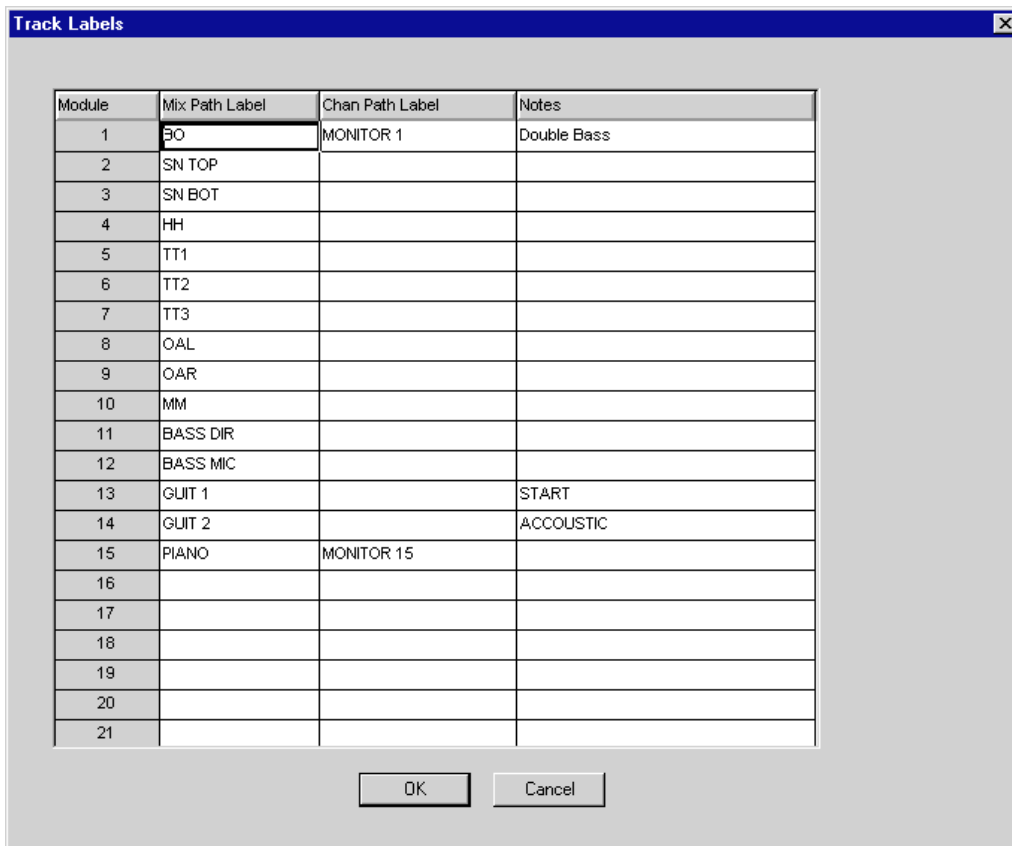 Track Labels
Module Mix Path Label Chan Path Label Notes
1 MONITOR 1 Double Bass
2 SN TOP
3 SN BOT
4 HH
5 TT1
6 TT2
7 TT3
8 OAL
9 OAR
10 MM
11 BASS DIR
12 BASS MIC
13 GUIT 1 START
14 GUIT 2 ACCOUSTIC
15 PIANO MONITOR 15
16
17
18
19
20
21
OK Cancel